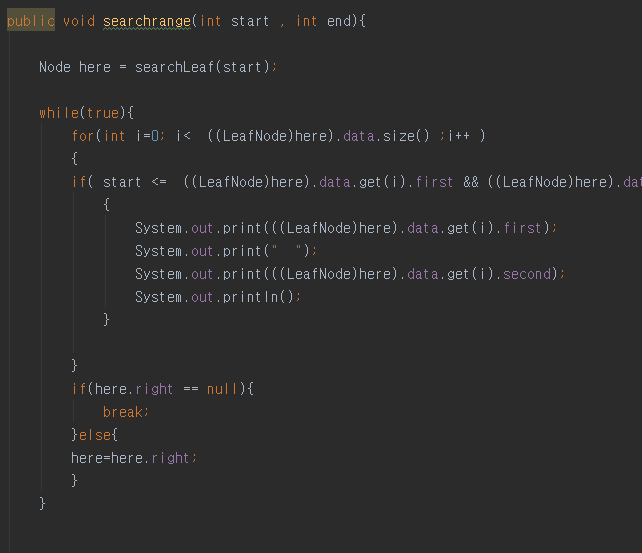 public void searchrange(int start , int end){
Node here = searchLeaf(start);
while(true){
for(int i=0; i< ((LeafNode)here).data.size() ;i++ )
{
if( start <= ((LeafNode)here).data.get(i).first && ((LeafNode)here).dat
{
System.out.print(((LeafNode)here).data.get(i).first);
System.out.print(" ");
System.out.print(((LeafNode)here).data.get(i).second);
System.out.println();
}
}
if(here.right == null){
break;
}else{
here=here.right;
}
}